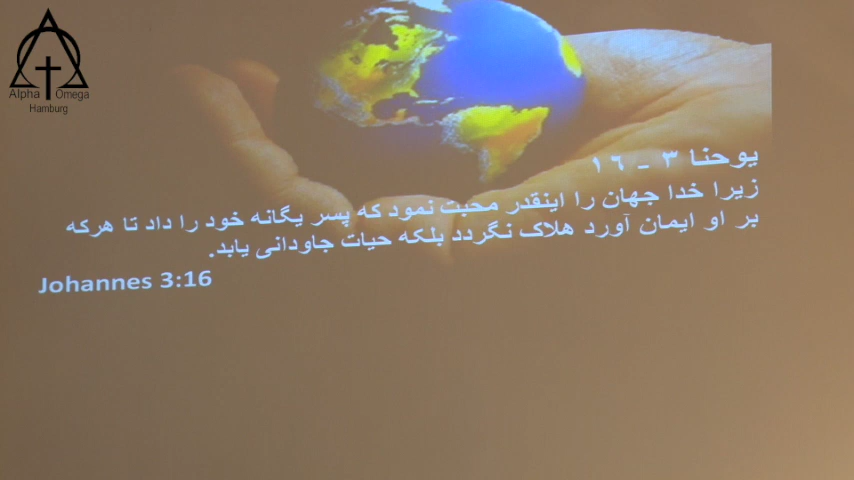 Alpha Omega
Hamburg
یوحنا ۳ - ۱٦
زیرا خدا جهان را اینقدر محبت نمود که پسر یگانه خود را داد تا هرکه
بر او ایمان آورد هلاک نگردد بلکه حیات جاودانی یابد.
Johannes 3:16